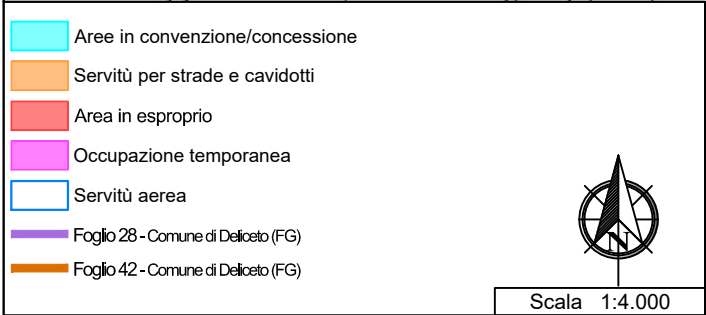 Aree in convenzione/concessione
Servitù per strade e cavidotti
Area in esproprio
Occupazione temporanea
Servitù aerea
Foglio 28 - Comune di Deliceto (FG)
Foglio 42 - Comune di Deliceto (FG)
N
Scala 1:4.000